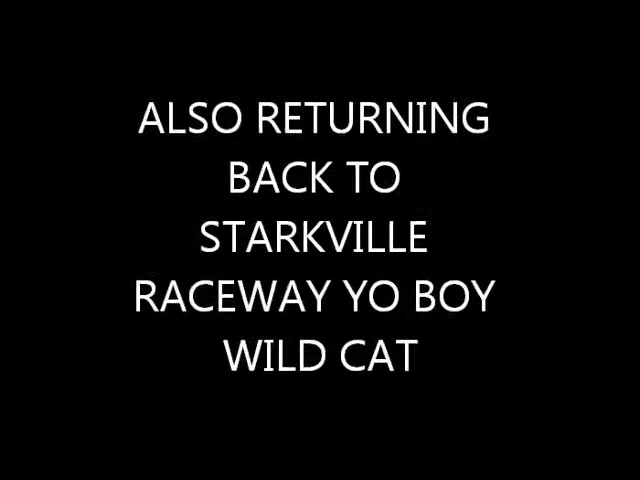 ALSO RETURNING
BACK TO
STARKVILLE
RACEWAY YO BOY
WILD CAT